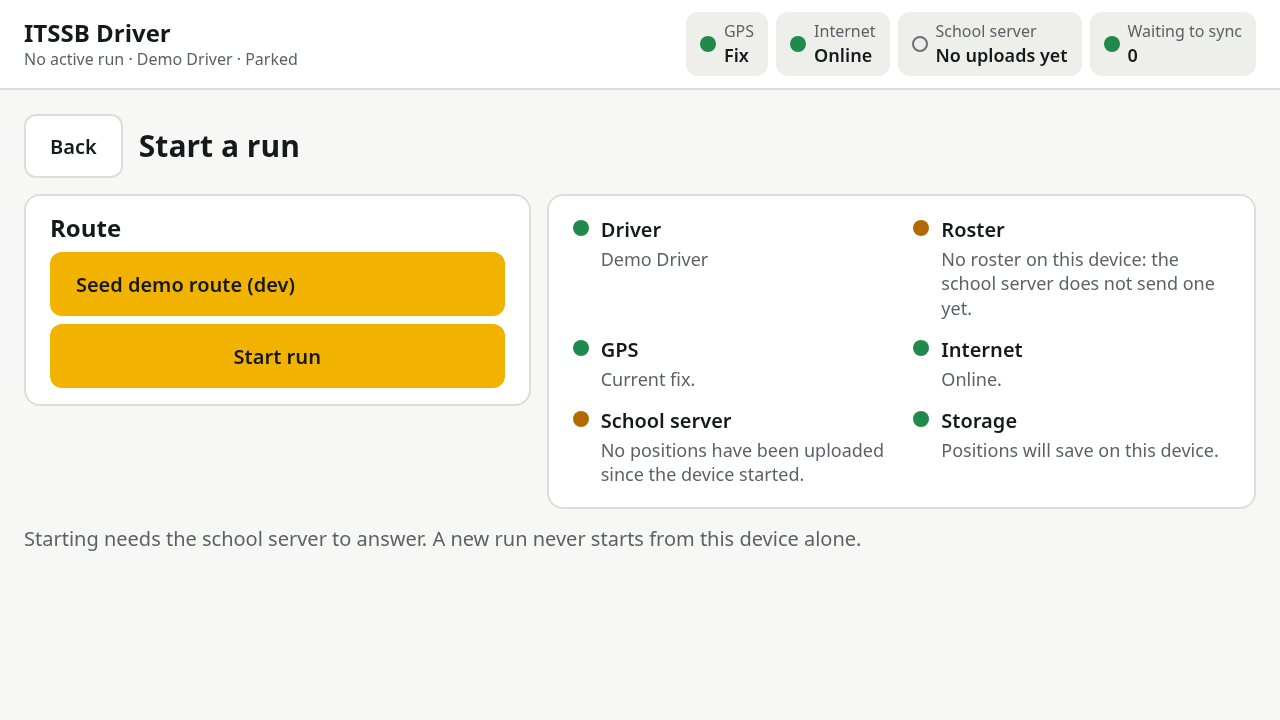 ITSSB Driver
No active run · Demo Driver · Parked
GPS
Fix
Internet
Online
School server
No uploads yet
Waiting to sync
0
Back
Start a run
Route
Seed demo route (dev)
Start run
Driver
Demo Driver
Roster
No roster on this device: the
school server does not send one
yet.
GPS
Current fix.
Internet
Online.
School server
No positions have been uploaded
since the device started.
Storage
Positions will save on this device.
Starting needs the school server to answer. A new run never starts from this device alone.